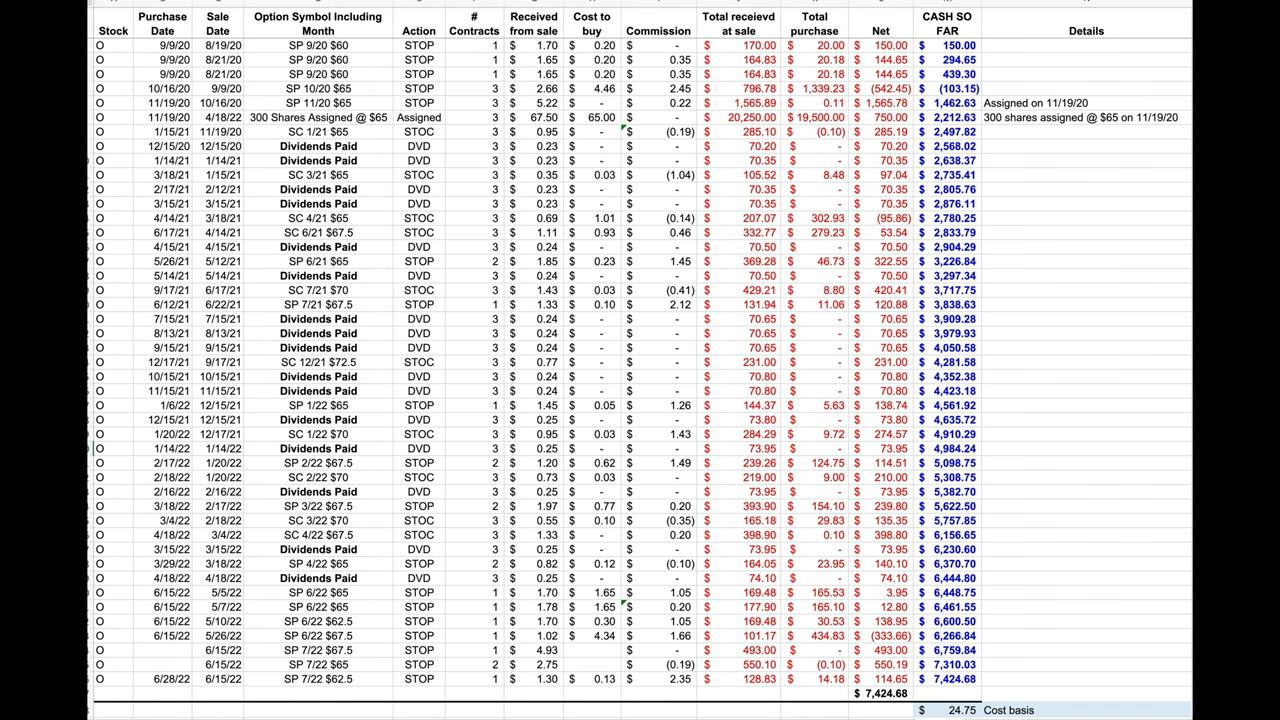 Purchase Sale Option Symbol Including # Received Cost to Total receievd Total CASH SO
Stock Date Date Month Action Contracts from sale buy Commission at sale purchase Net FAR Details
O 9/9/20 8/19/20 SP 9/20 $60 STOP 1 $ 1.70 $ 0.20 $ - $ 170.00 $ 20.00 $ 150.00 $ 150.00
O 9/9/20 8/21/20 SP 9/20 $60 STOP 1 $ 1.65 $ 0.20 $ 0.35 $ 164.83 $ 20.18 $ 144.65 $ 294.65
O 9/9/20 8/21/20 SP 9/20 $60 STOP 1 $ 1.65 $ 0.20 $ 0.35 $ 164.83 $ 20.18 $ 144.65 $ 439.30
O 10/16/20 9/9/20 SP 10/20 $65 STOP 3 $ 2.66 $ 4.46 $ 2.45 $ 796.78 $ 1,339.23 $ (542.45) $ (103.15)
O 11/19/20 10/16/20 SP 11/20 $65 STOP 3 $ 5.22 $ - $ 0.22 $ 1,565.89 $ 0.11 $ 1,565.78 $ 1,462.63 Assigned on 11/19/20
O 11/19/20 4/18/22 300 Shares Assigned @ $65 Assigned 3 $ 67.50 $ 65.00 $ - $ 20,250.00 $ 19,500.00 $ 750.00 $ 2,212.63 300 shares assigned @ $65 on 11/19/20
O 1/15/21 11/19/20 SC 1/21 $65 STOC 3 $ 0.95 $ - $ (0.19) $ 285.10 $ (0.10) $ 285.19 $ 2,497.82
O 12/15/20 12/15/20 Dividends Paid DVD 3 $ 0.23 $ - $ - $ 70.20 $ - $ 70.20 $ 2,568.02
O 1/14/21 1/14/21 Dividends Paid DVD 3 $ 0.23 $ - $ - $ 70.35 $ - $ 70.35 $ 2,638.37
O 3/18/21 1/15/21 SC 3/21 $65 STOC 3 $ 0.35 $ 0.03 $ (1.04) $ 105.52 $ 8.48 $ 97.04 $ 2,735.41
O 2/17/21 2/12/21 Dividends Paid DVD 3 $ 0.23 $ - $ - $ 70.35 $ - $ 70.35 $ 2,805.76
O 3/15/21 3/15/21 Dividends Paid DVD 3 $ 0.23 $ - $ - $ 70.35 $ - $ 70.35 $ 2,876.11
O 4/14/21 3/18/21 SC 4/21 $65 STOC 3 $ 0.69 $ 1.01 $ (0.14) $ 207.07 $ 302.93 $ (95.86) $ 2,780.25
O 6/17/21 4/14/21 SC 6/21 $67.5 STOC 3 $ 1.11 $ 0.93 $ 0.46 $ 332.77 $ 279.23 $ 53.54 $ 2,833.79
O 4/15/21 4/15/21 Dividends Paid DVD 3 $ 0.24 $ - $ - $ 70.50 $ - $ 70.50 $ 2,904.29
O 5/26/21 5/12/21 SP 6/21 $65 STOP 2 $ 1.85 $ 0.23 $ 1.45 $ 369.28 $ 46.73 $ 322.55 $ 3,226.84
O 5/14/21 5/14/21 Dividends Paid DVD 3 $ 0.24 $ - $ - $ 70.50 $ - $ 70.50 $ 3,297.34
O 9/17/21 6/17/21 SC 7/21 $70 STOC 3 $ 1.43 $ 0.03 $ (0.41) $ 429.21 $ 8.80 $ 420.41 $ 3,717.75
O 6/12/21 6/22/21 SP 7/21 $67.5 STOP 1 $ 1.33 $ 0.10 $ 2.12 $ 131.94 $ 11.06 $ 120.88 $ 3,838.63
O 7/15/21 7/15/21 Dividends Paid DVD 3 $ 0.24 $ - $ - $ 70.65 $ - $ 70.65 $ 3,909.28
O 8/13/21 8/13/21 Dividends Paid DVD 3 $ 0.24 $ - $ - $ 70.65 $ - $ 70.65 $ 3,979.93
O 9/15/21 9/15/21 Dividends Paid DVD 3 $ 0.24 $ - $ - $ 70.65 $ - $ 70.65 $ 4,050.58
O 12/17/21 9/17/21 SC 12/21 $72.5 STOC 3 $ 0.77 $ - $ - $ 231.00 $ - $ 231.00 $ 4,281.58
O 10/15/21 10/15/21 Dividends Paid DVD 3 $ 0.24 $ - $ - $ 70.80 $ - $ 70.80 $ 4,352.38
O 11/15/21 11/15/21 Dividends Paid DVD 3 $ 0.24 $ - $ - $ 70.80 $ - $ 70.80 $ 4,423.18
O 1/6/22 12/15/21 SP 1/22 $65 STOP 1 $ 1.45 $ 0.05 $ 1.26 $ 144.37 $ 5.63 $ 138.74 $ 4,561.92
O 12/15/21 12/15/21 Dividends Paid DVD 3 $ 0.25 $ - $ - $ 73.80 $ - $ 73.80 $ 4,635.72
O 1/20/22 12/17/21 SC 1/22 $70 STOC 3 $ 0.95 $ 0.03 $ 1.43 $ 284.29 $ 9.72 $ 274.57 $ 4,910.29
O 1/14/22 1/14/22 Dividends Paid DVD 3 $ 0.25 $ - $ - $ 73.95 $ - $ 73.95 $ 4,984.24
O 2/17/22 1/20/22 SP 2/22 $67.5 STOP 2 $ 1.20 $ 0.62 $ 1.49 $ 239.26 $ 124.75 $ 114.51 $ 5,098.75
O 2/18/22 1/20/22 SC 2/22 $70 STOC 3 $ 0.73 $ 0.03 $ - $ 219.00 $ 9.00 $ 210.00 $ 5,308.75
O 2/16/22 2/16/22 Dividends Paid DVD 3 $ 0.25 $ - $ - $ 73.95 $ - $ 73.95 $ 5,382.70
O 3/18/22 2/17/22 SP 3/22 $67.5 STOP 2 $ 1.97 $ 0.77 $ 0.20 $ 393.90 $ 154.10 $ 239.80 $ 5,622.50
O 3/4/22 2/18/22 SC 3/22 $70 STOC 3 $ 0.55 $ 0.10 $ (0.35) $ 165.18 $ 29.83 $ 135.35 $ 5,757.85
O 4/18/22 3/4/22 SC 4/22 $67.5 STOC 3 $ 1.33 $ - $ 0.20 $ 398.90 $ 0.10 $ 398.80 $ 6,156.65
O 3/15/22 3/15/22 Dividends Paid DVD 3 $ 0.25 $ - $ - $ 73.95 $ - $ 73.95 $ 6,230.60
O 3/29/22 3/18/22 SP 4/22 $65 STOP 2 $ 0.82 $ 0.12 $ (0.10) $ 164.05 $ 23.95 $ 140.10 $ 6,370.70
O 4/18/22 4/18/22 Dividends Paid DVD 3 $ 0.25 $ - $ - $ 74.10 $ - $ 74.10 $ 6,444.80
O 6/15/22 5/5/22 SP 6/22 $65 STOP 1 $ 1.70 $ 1.65 $ 1.05 $ 169.48 $ 165.53 $ 3.95 $ 6,448.75
O 6/15/22 5/7/22 SP 6/22 $65 STOP 1 $ 1.78 $ 1.65 $ 0.20 $ 177.90 $ 165.10 $ 12.80 $ 6,461.55
O 6/15/22 5/10/22 SP 6/22 $62.5 STOP 1 $ 1.70 $ 0.30 $ 1.05 $ 169.48 $ 30.53 $ 138.95 $ 6,600.50
O 6/15/22 5/26/22 SP 6/22 $67.5 STOP 1 $ 1.02 $ 4.34 $ 1.66 $ 101.17 $ 434.83 $ (333.66) $ 6,266.84
O 6/15/22 SP 7/22 $67.5 STOP 1 $ 4.93 $ - $ 493.00 $ - $ 493.00 $ 6,759.84
O 6/15/22 SP 7/22 $65 STOP 2 $ 2.75 $ (0.19) $ 550.10 $ (0.10) $ 550.19 $ 7,310.03
O 6/28/22 6/15/22 SP 7/22 $62.5 STOP 1 $ 1.30 $ 0.13 $ 2.35 $ 128.83 $ 14.18 $ 114.65 $ 7,424.68
$ 7,424.68
$ 24.75 Cost basis